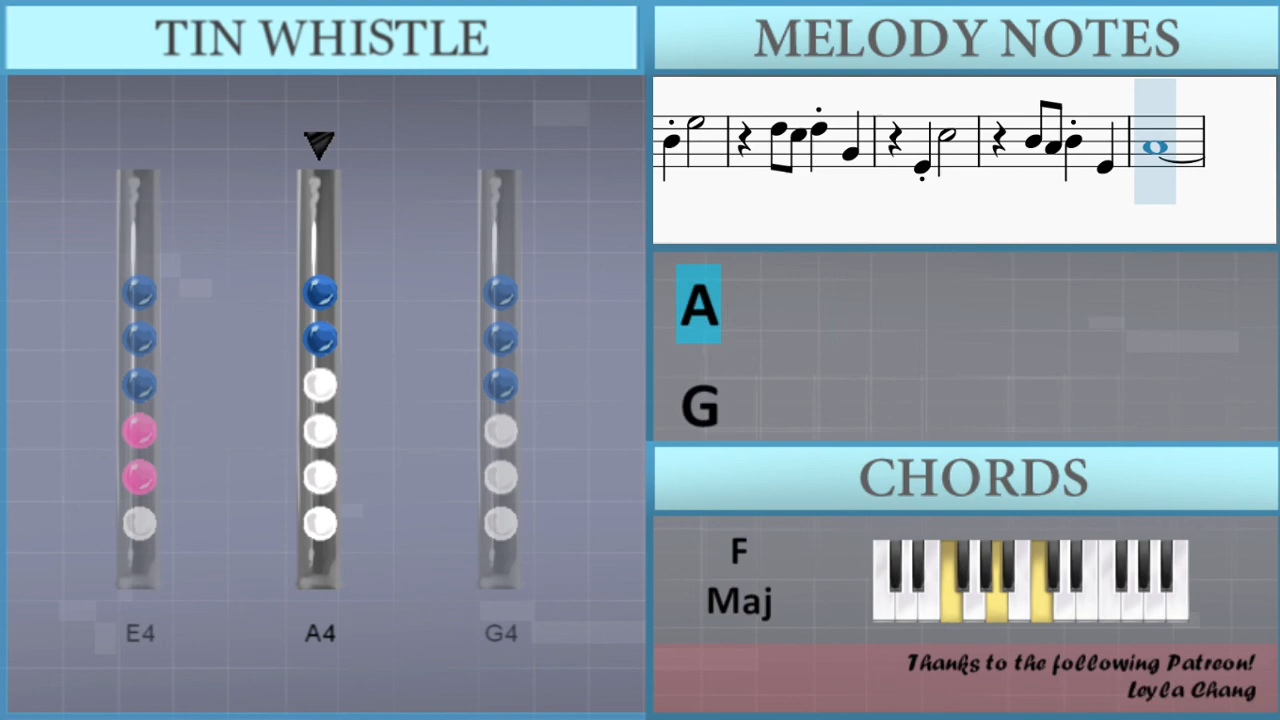 TIN WHISTLE
E4
A4
G4
MELODY NOTES
A
G
CHORDS
F
Maj
Thanks to the following Patreon!
Leyla Chang